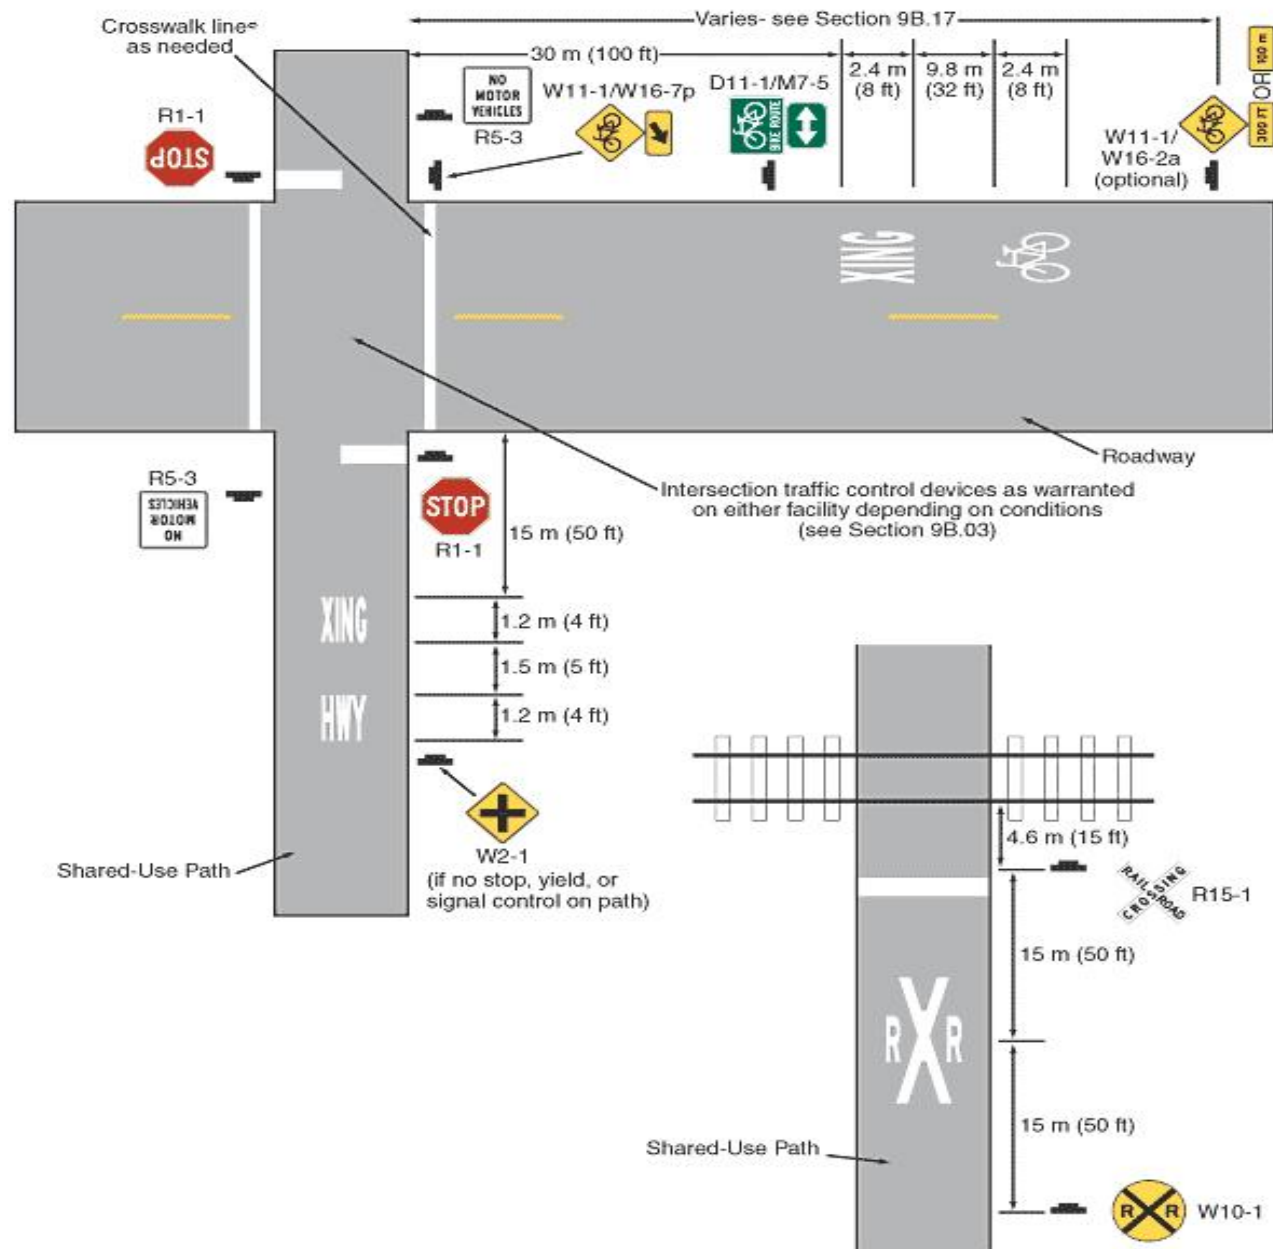 Varies- see Section 9B.17
Crosswalk lines
as needed
30 m (100 ft)
2.4 m
(8 ft)
9.8 m
(32 ft)
2.4 m
(8 ft)
NO
MOTOR
VEHICLES
R5-3
W11-1/W16-7p
D11-1/M7-5
BIKE ROUTE
R1-1
STOP
300 FT
OR
W11-1/
W16-2a
(optional)
XING
Roadway
R5-3
NO
MOTOR
VEHICLES
STOP
R1-1
15 m (50 ft)
Intersection traffic control devices as warranted
on either facility depending on conditions
(see Section 9B.03)
XING
1.2 m (4 ft)
1.5 m (5 ft)
HWY
1.2 m (4 ft)
W2-1
(if no stop, yield, or
signal control on path)
Shared-Use Path
4.6 m (15 ft)
RAILROAD
CROSSING
R15-1
15 m (50 ft)
R X R
15 m (50 ft)
Shared-Use Path
R R
W10-1